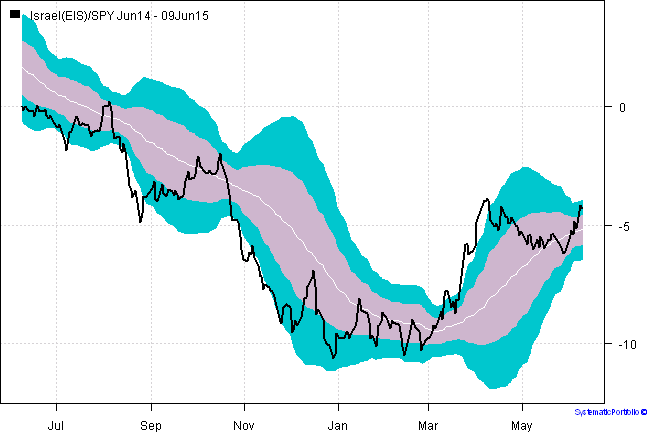 Israel(EIS)/SPY Jun14 - 09Jun15
0
-5
-10
Jul Sep Nov Jan Mar May
SystematicPortfolio ©